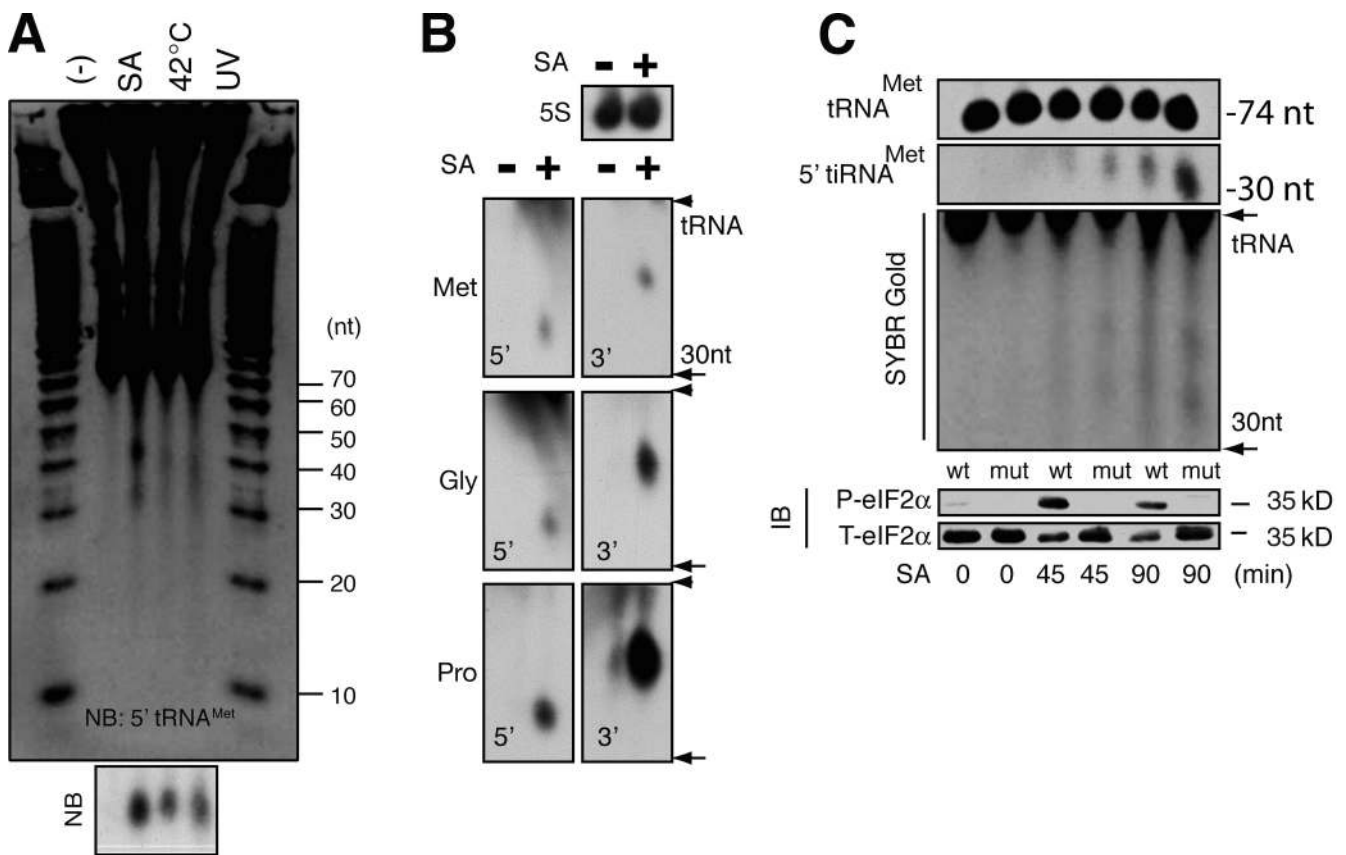 A
(-)
SA
42°C
UV
(nt)
70
60
50
40
30
20
10
NB: 5' tRNA^Met
NB
B
SA - +
5S
SA - + - +
tRNA
Met
5' 3'
30nt
Gly
5' 3'
Pro
5' 3'
C
tRNA^Met
-74 nt
5' tiRNA^Met
-30 nt
SYBR Gold
tRNA
30nt
wt mut wt mut wt mut
IB
P-eIF2α
35 kD
T-eIF2α
35 kD
SA 0 0 45 45 90 90 (min)